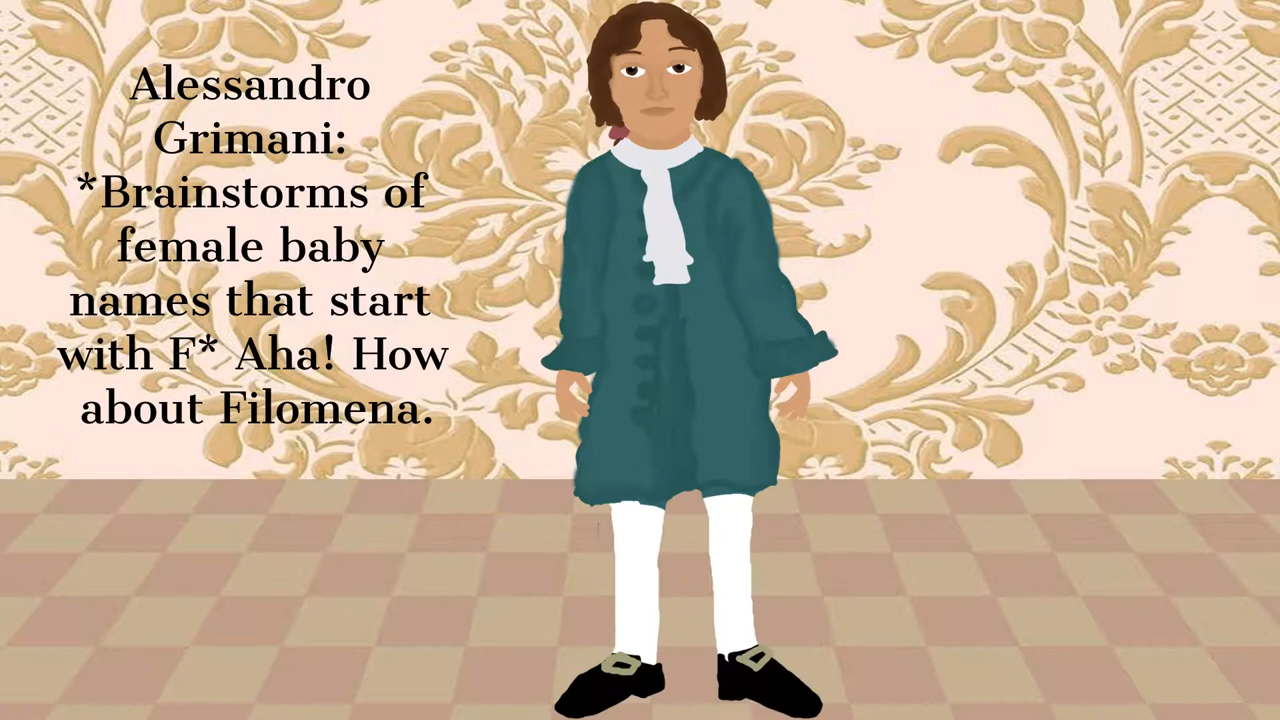 Alessandro
Grimani:
*Brainstorms of
female baby
names that start
with F* Aha! How
about Filomena.